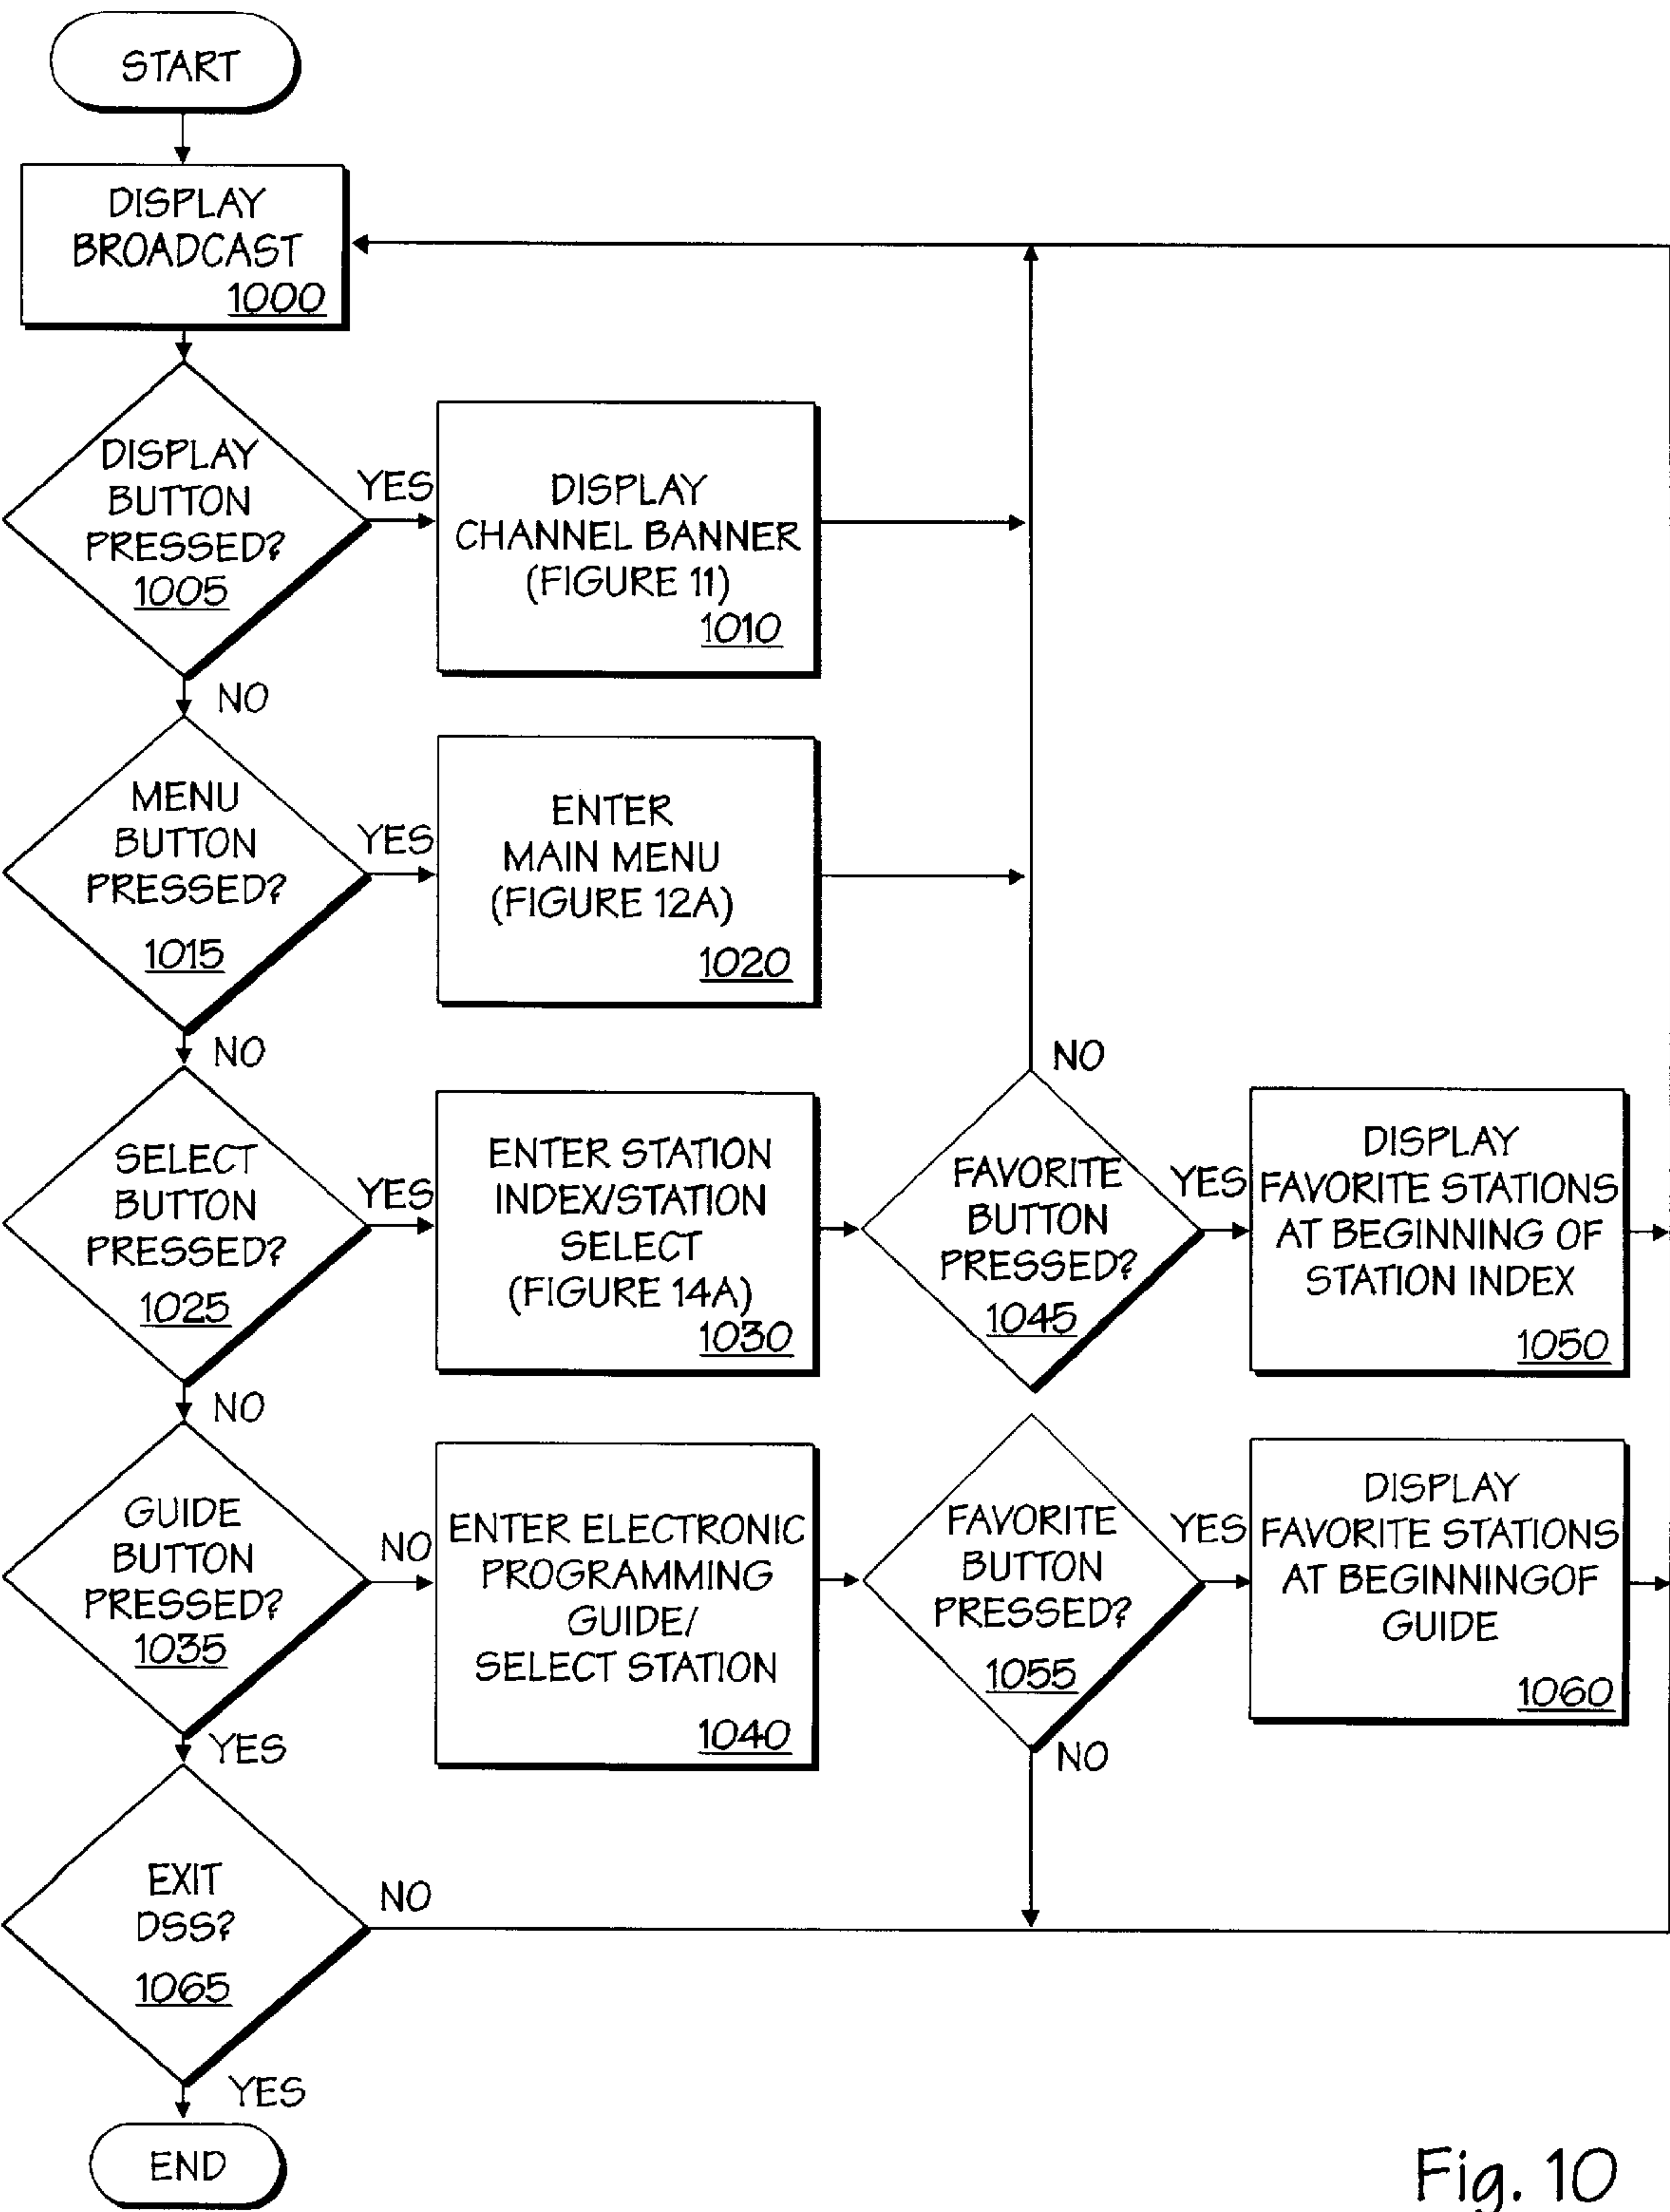 START
DISPLAY
BROADCAST
1000
DISPLAY
BUTTON
PRESSED?
1005
YES
DISPLAY
CHANNEL BANNER
(FIGURE 11)
1010
NO
MENU
BUTTON
PRESSED?
1015
YES
ENTER
MAIN MENU
(FIGURE 12A)
1020
NO
SELECT
BUTTON
PRESSED?
1025
YES
ENTER STATION
INDEX/STATION
SELECT
(FIGURE 14A)
1030
NO
FAVORITE
BUTTON
PRESSED?
1045
YES
DISPLAY
FAVORITE STATIONS
AT BEGINNING OF
STATION INDEX
1050
NO
GUIDE
BUTTON
PRESSED?
1035
NO
ENTER ELECTRONIC
PROGRAMMING
GUIDE/
SELECT STATION
1040
FAVORITE
BUTTON
PRESSED?
1055
YES
DISPLAY
FAVORITE STATIONS
AT BEGINNINGOF
GUIDE
1060
NO
YES
EXIT
DSS?
1065
NO
YES
END
Fig. 10